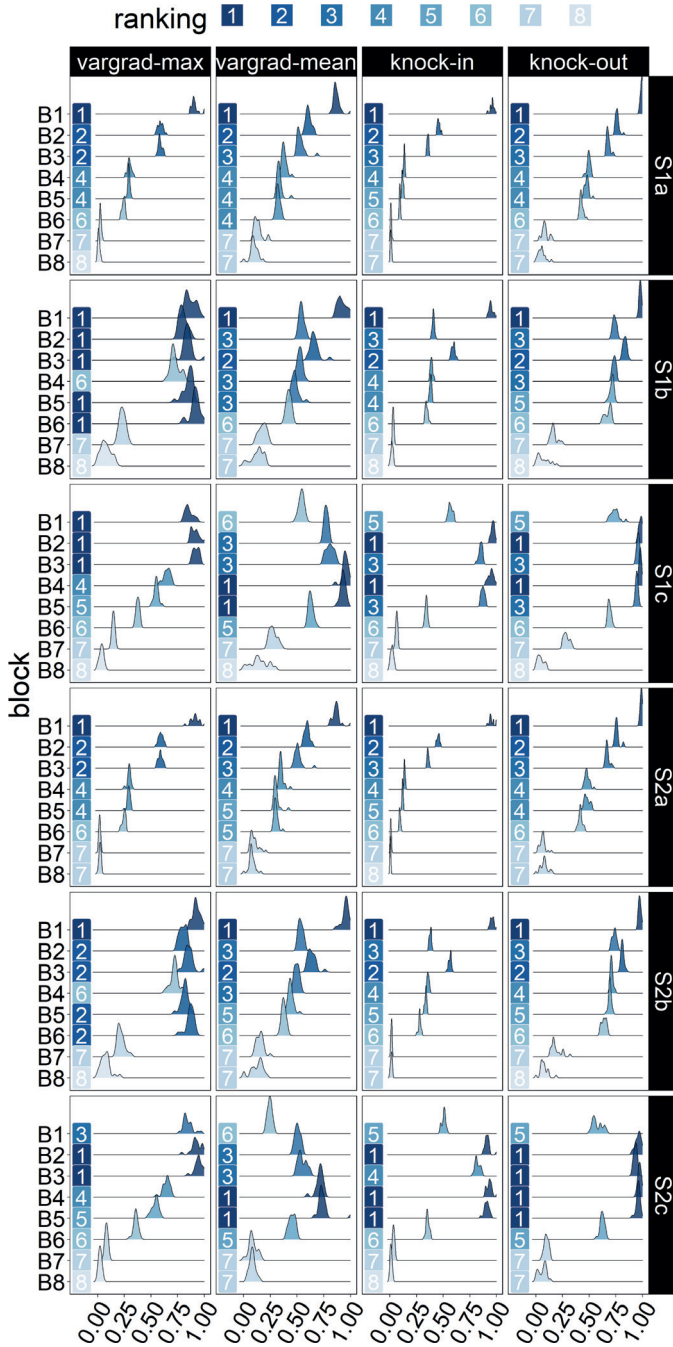 ranking 1 2 3 4 5 6 7 8
vargrad-max vargrad-mean knock-in knock-out
B1 1 1 1 1
B2 2 2 2 2
B3 2 3 3 3
B4 4 4 4 4
B5 4 4 5 4
B6 6 4 6 6
B7 7 7 7 7
B8 8 7 8 7
S1a
B1 1 1 1 1
B2 1 3 3 3
B3 1 2 2 2
B4 6 3 4 3
B5 1 3 4 5
B6 1 6 6 6
B7 7 7 7 7
B8 8 7 8 8
S1b
B1 1 6 5 5
B2 1 3 1 1
B3 1 3 3 3
B4 4 1 1 1
B5 5 1 3 3
B6 6 5 6 6
B7 7 7 7 7
B8 8 8 8 8
S1c
block
B1 1 1 1 1
B2 2 2 2 2
B3 2 3 3 3
B4 4 4 4 4
B5 4 5 4 4
B6 6 5 6 6
B7 7 7 7 7
B8 7 7 8 7
S2a
B1 1 1 1 1
B2 2 3 3 3
B3 2 2 2 2
B4 6 3 4 4
B5 2 5 5 4
B6 2 6 6 6
B7 7 7 7 7
B8 8 7 7 8
S2b
B1 3 6 5 5
B2 1 3 1 1
B3 1 3 4 1
B4 4 1 1 1
B5 5 1 1 1
B6 6 5 6 5
B7 7 7 7 7
B8 8 7 8 7
S2c
0.00 0.25 0.50 0.75 1.00 0.00 0.25 0.50 0.75 1.00 0.00 0.25 0.50 0.75 1.00 0.00 0.25 0.50 0.75 1.00